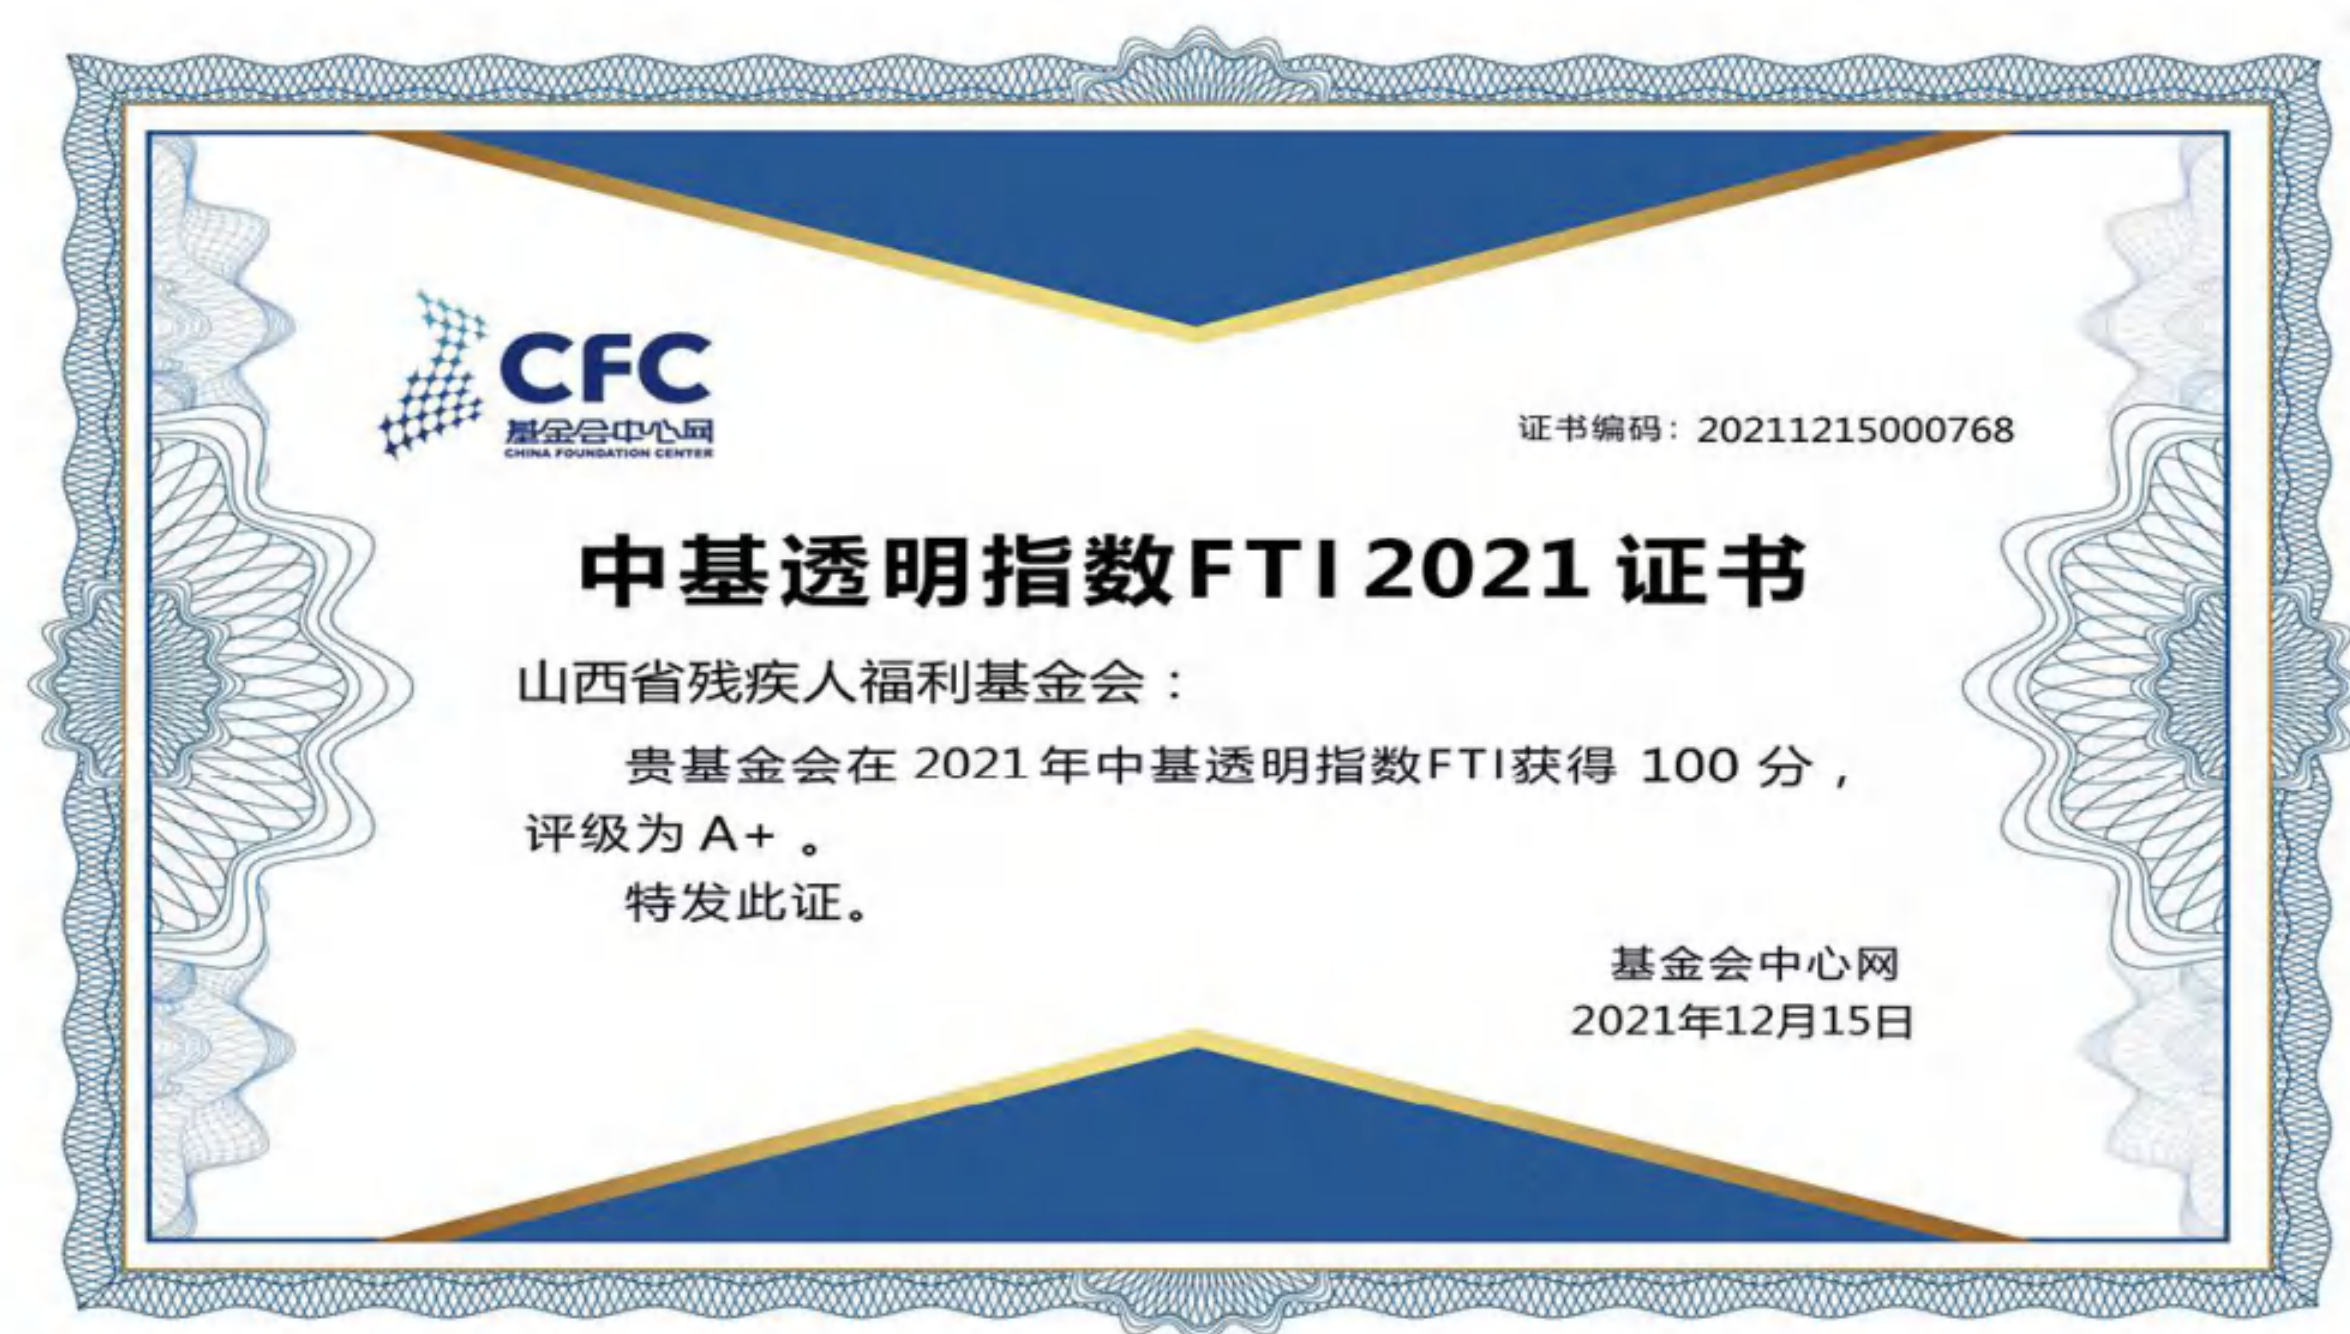 CFC
基金会中心网
CHINA FOUNDATION CENTER
证书编码：20211215000768
中基透明指数FTI 2021 证书
山西省残疾人福利基金会：
贵基金会在 2021 年中基透明指数FTI获得 100 分，
评级为 A+ 。
特发此证。
基金会中心网
2021年12月15日